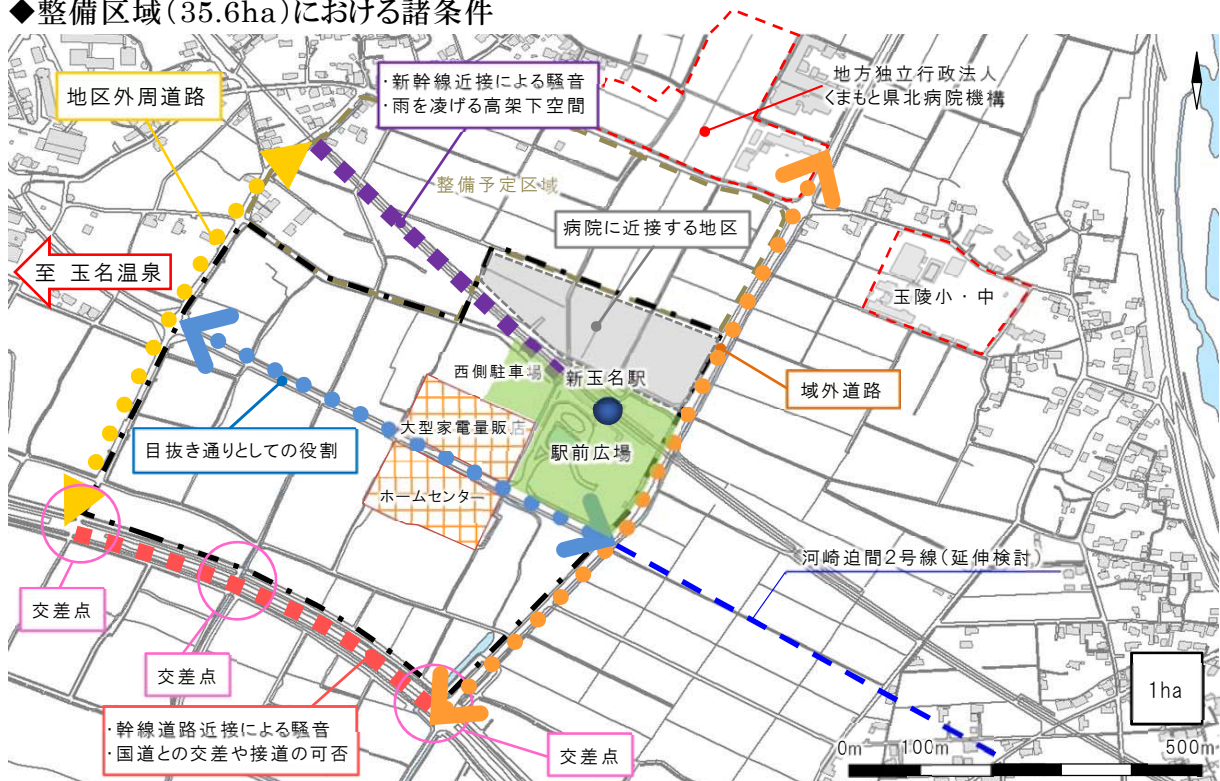 ◆整備区域(35.6ha)における諸条件
地区外周道路
・新幹線近接による騒音
・雨を凌げる高架下空間
地方独立行政法人
くまもと県北病院機構
整備予定区域
病院に近接する地区
至 玉名温泉
玉陵小・中
西側駐車場
新玉名駅
域外道路
大型家電量販店
駅前広場
目抜き通りとしての役割
ホームセンター
河崎迫間2号線(延伸検討)
交差点
交差点
1ha
・幹線道路近接による騒音
・国道との交差や接道の可否
交差点
0m 100m 500m